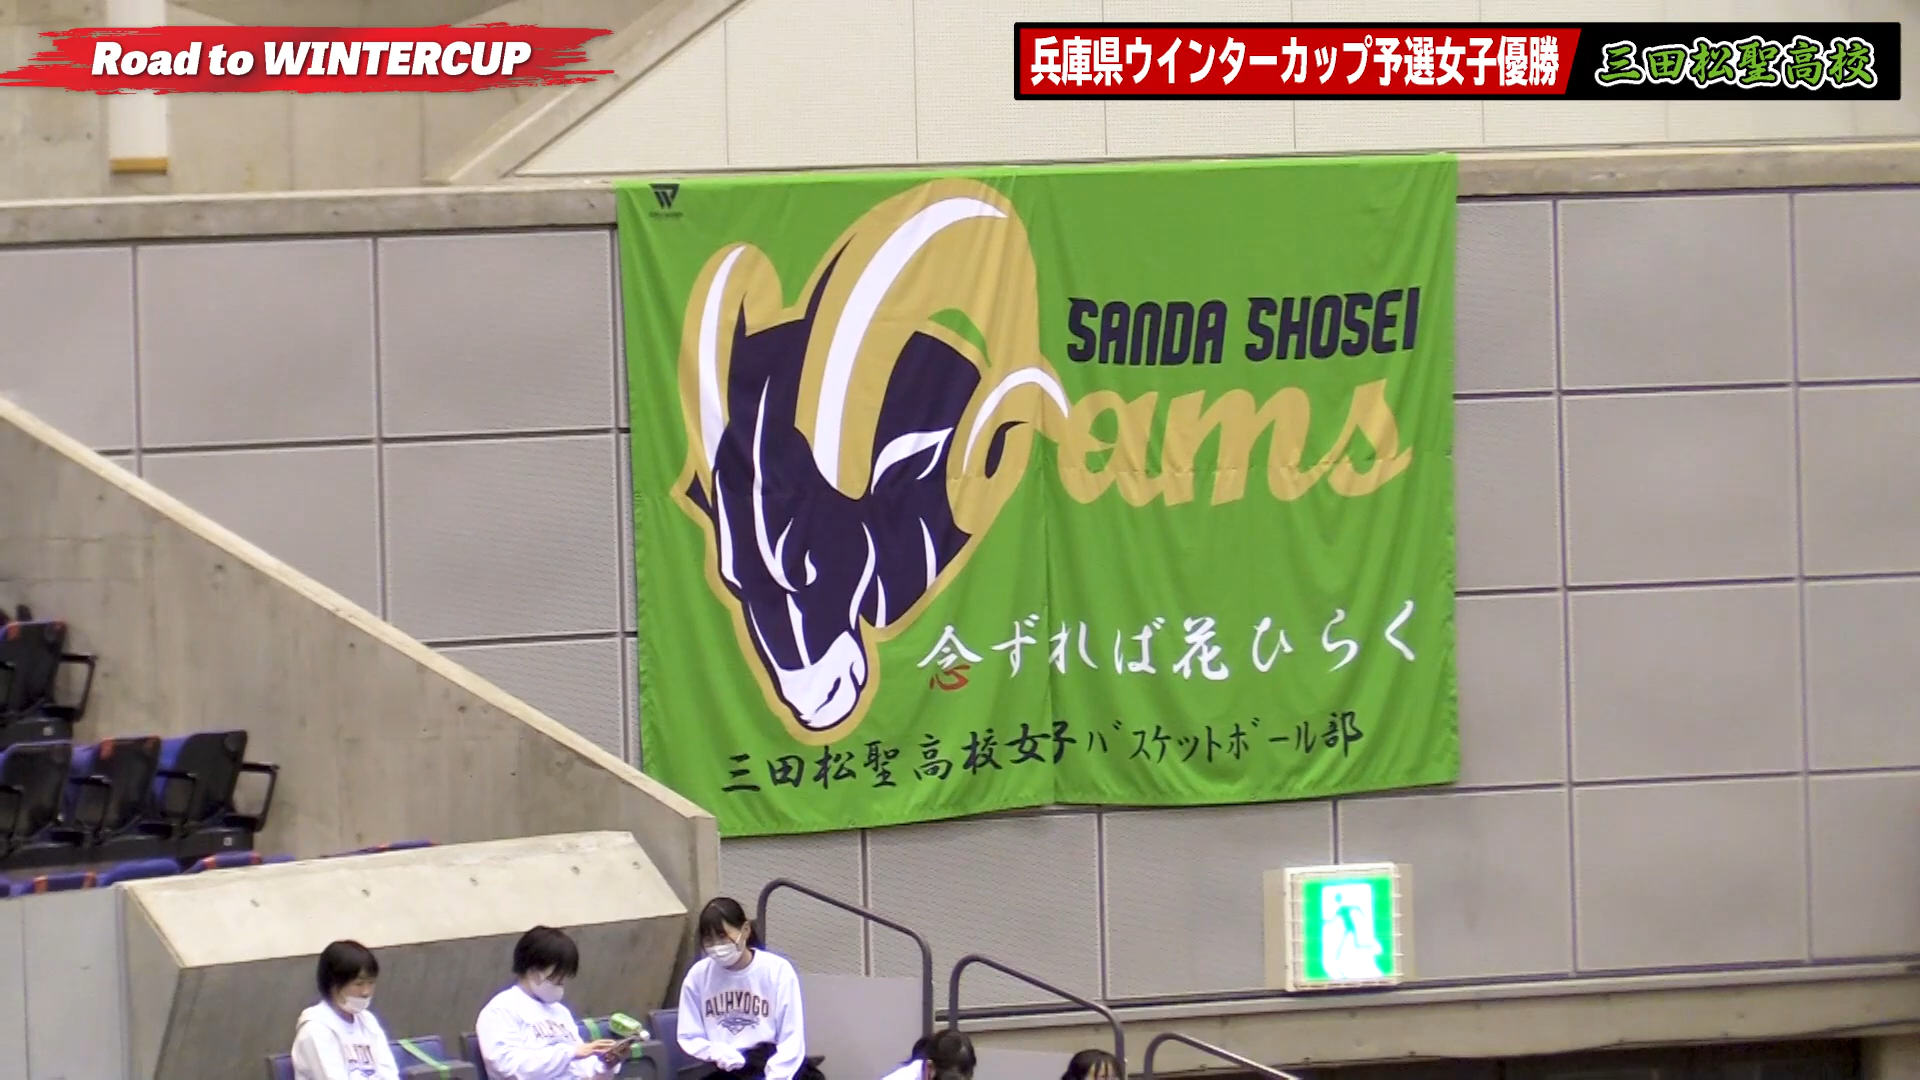 Road to WINTERCUP
兵庫県ウインターカップ予選女子優勝 三田松聖高校
SANDA SHOSEI
Rams
念ずれば花ひらく
三田松聖高校女子バスケットボール部
ALLHYOGO